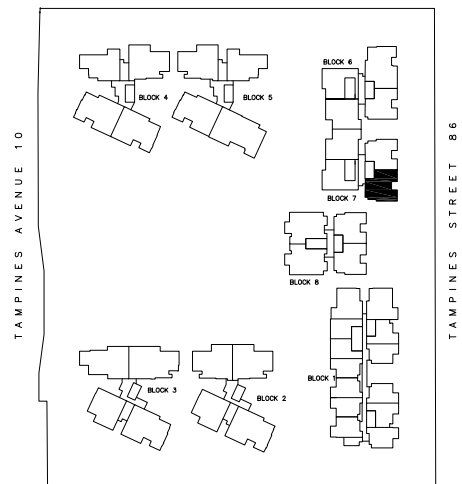 BLOCK 6
BLOCK 4
BLOCK 5
BLOCK 7
BLOCK 8
BLOCK 1
BLOCK 3
BLOCK 2
TAMPINES AVENUE 10
TAMPINES STREET 86